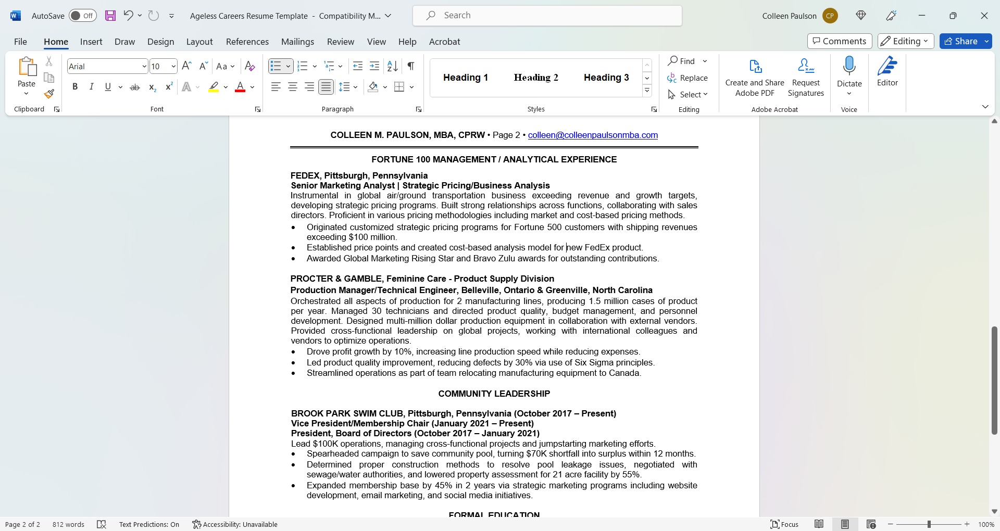 AutoSave Off Ageless Careers Resume Template - Compatibility M... Search Colleen Paulson CP
File Home Insert Draw Design Layout References Mailings Review View Help Acrobat Comments Editing Share
Paste Arial 10 Aa Heading 1 Heading 2 Heading 3 Find Replace Select Create and Share Adobe PDF Request Signatures Dictate Editor
Clipboard Font Paragraph Styles Editing Adobe Acrobat Voice
COLLEEN M. PAULSON, MBA, CPRW • Page 2 • colleen@colleenpaulsonmba.com
FORTUNE 100 MANAGEMENT / ANALYTICAL EXPERIENCE
FEDEX, Pittsburgh, Pennsylvania
Senior Marketing Analyst | Strategic Pricing/Business Analysis
Instrumental in global air/ground transportation business exceeding revenue and growth targets,
developing strategic pricing programs. Built strong relationships across functions, collaborating with sales
directors. Proficient in various pricing methodologies including market and cost-based pricing methods.
• Originated customized strategic pricing programs for Fortune 500 customers with shipping revenues
exceeding $100 million.
• Established price points and created cost-based analysis model for new FedEx product.
• Awarded Global Marketing Rising Star and Bravo Zulu awards for outstanding contributions.
PROCTER & GAMBLE, Feminine Care - Product Supply Division
Production Manager/Technical Engineer, Belleville, Ontario & Greenville, North Carolina
Orchestrated all aspects of production for 2 manufacturing lines, producing 1.5 million cases of product
per year. Managed 30 technicians and directed product quality, budget management, and personnel
development. Designed multi-million dollar production equipment in collaboration with external vendors.
Provided cross-functional leadership on global projects, working with international colleagues and
vendors to optimize operations.
• Drove profit growth by 10%, increasing line production speed while reducing expenses.
• Led product quality improvement, reducing defects by 30% via use of Six Sigma principles.
• Streamlined operations as part of team relocating manufacturing equipment to Canada.
COMMUNITY LEADERSHIP
BROOK PARK SWIM CLUB, Pittsburgh, Pennsylvania (October 2017 – Present)
Vice President/Membership Chair (January 2021 – Present)
President, Board of Directors (October 2017 – January 2021)
Lead $100K operations, managing cross-functional projects and jumpstarting marketing efforts.
• Spearheaded campaign to save community pool, turning $70K shortfall into surplus within 12 months.
• Determined proper construction methods to resolve pool leakage issues, negotiated with
sewage/water authorities, and lowered property assessment for 21 acre facility by 55%.
• Expanded membership base by 45% in 2 years via strategic marketing programs including website
development, email marketing, and social media initiatives.
FORMAL EDUCATION
Page 2 of 2 812 words Text Predictions: On Accessibility: Unavailable Focus 100%